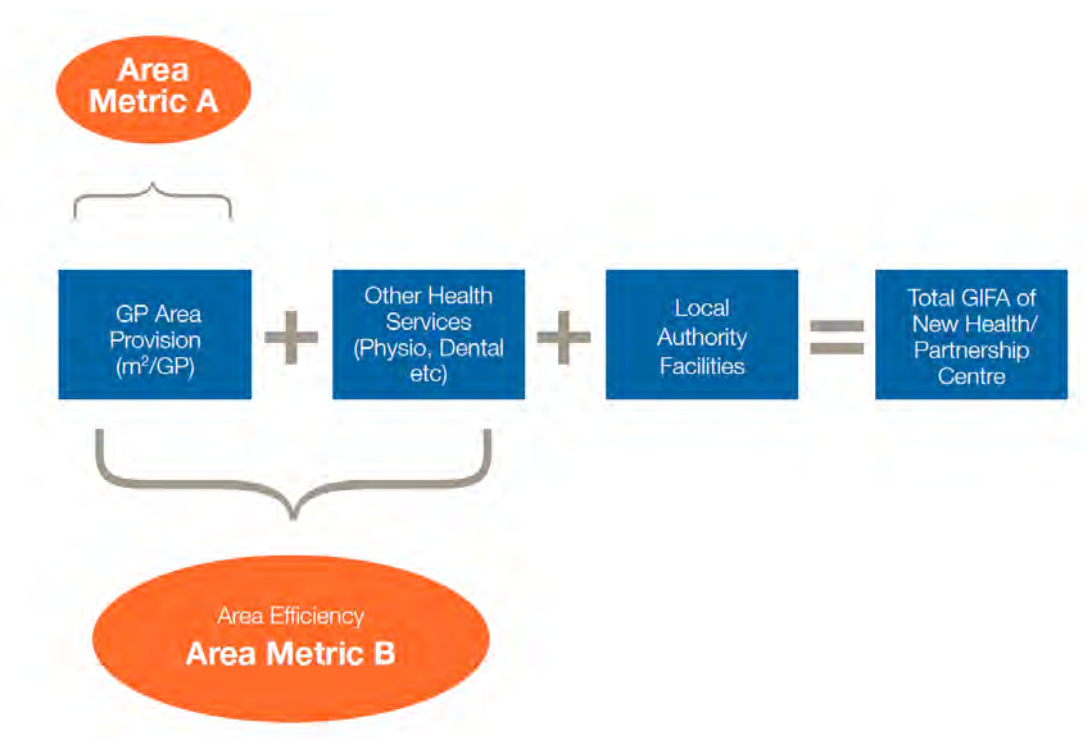 Area
Metric A
GP Area
Provision
(m²/GP)
+
Other Health
Services
(Physio, Dental
etc)
+
Local
Authority
Facilities
=
Total GIFA of
New Health/
Partnership
Centre
Area Efficiency
Area Metric B